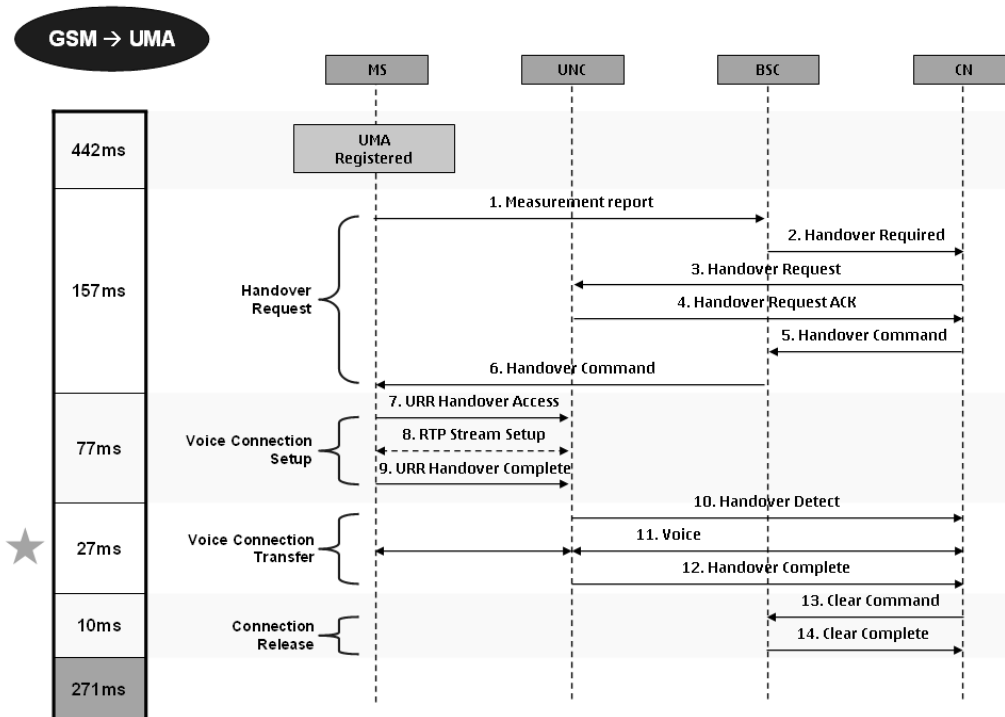 GSM → UMA
MS
UNC
BSC
CN
442ms
UMA
Registered
157ms
Handover
Request
1. Measurement report
2. Handover Required
3. Handover Request
4. Handover Request ACK
5. Handover Command
6. Handover Command
77ms
Voice Connection
Setup
7. URR Handover Access
8. RTP Stream Setup
9. URR Handover Complete
27ms
Voice Connection
Transfer
10. Handover Detect
11. Voice
12. Handover Complete
10ms
Connection
Release
13. Clear Command
14. Clear Complete
271ms